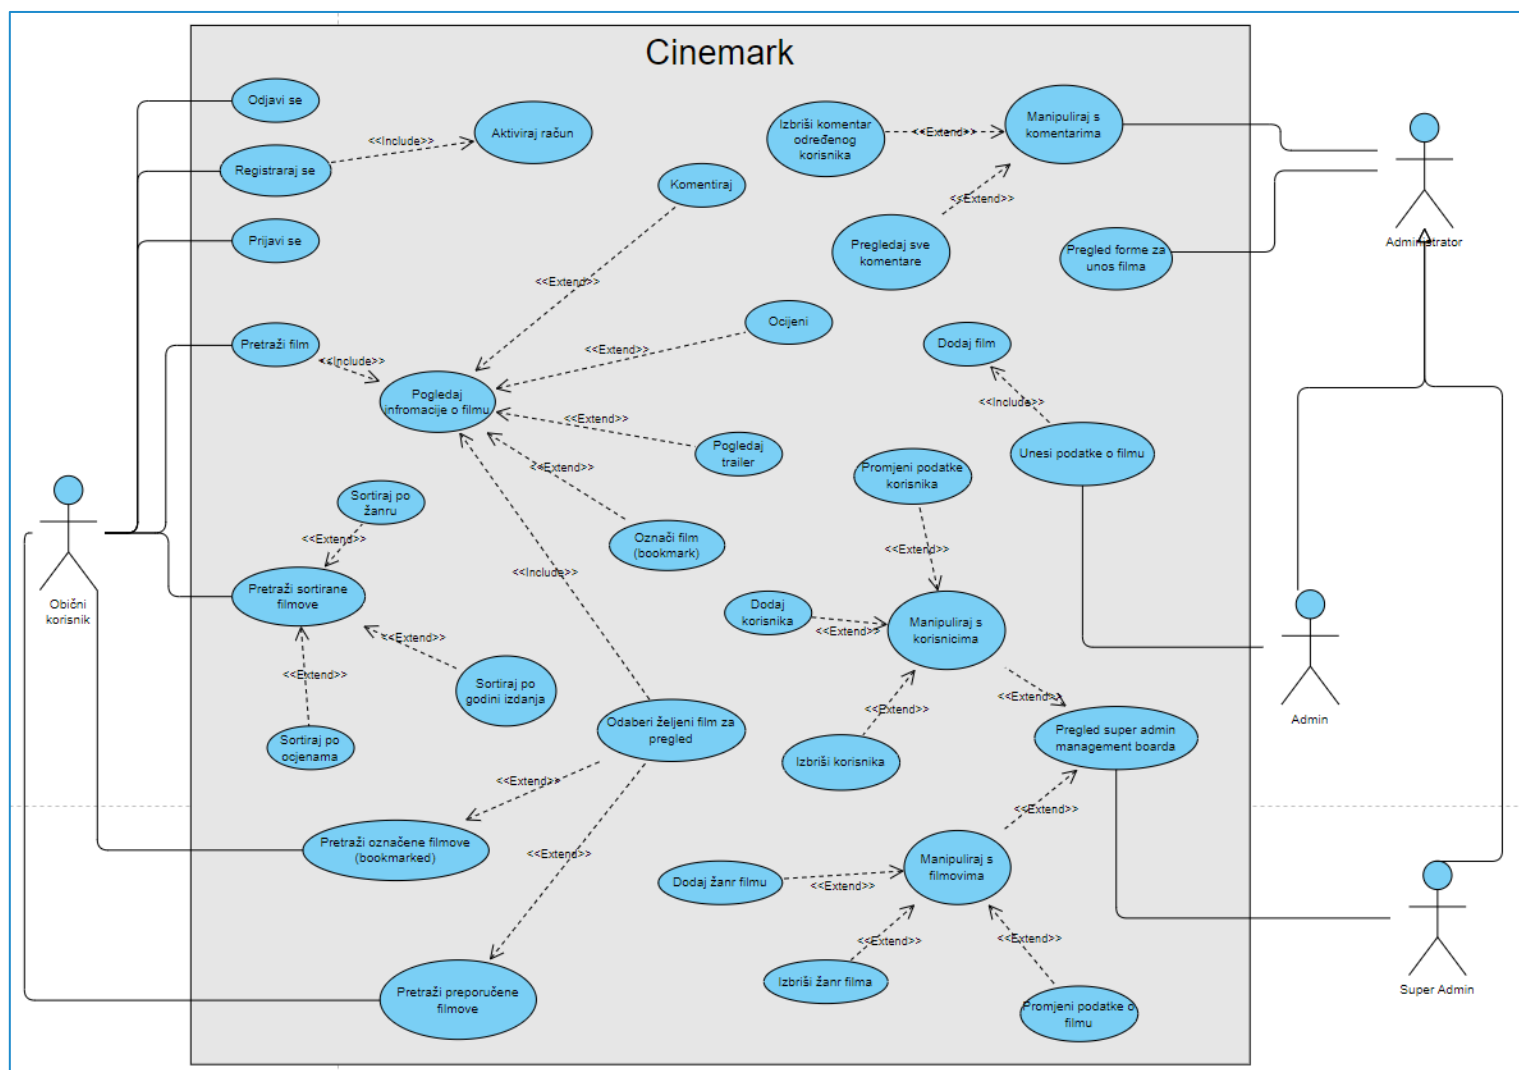 Cinemark
Odjavi se
<<Include>>
Aktiviraj račun
Registraraj se
Prijavi se
Komentiraj
<<Extend>>
Izbriši komentar
određenog
korisnika
<<Extend>>
Manipuliraj s
komentarima
<<Extend>>
Pregledaj sve
komentare
Pregled forme za
unos filma
Administrator
Pretraži film
<<Include>>
Ocijeni
<<Extend>>
Pogledaj
infromacije o filmu
<<Extend>>
Pogledaj
trailer
<<Extend>>
Označi film
(bookmark)
<<Include>>
Dodaj film
<<Include>>
Unesi podatke o filmu
Promjeni podatke
korisnika
<<Extend>>
Sortiraj po
žanru
<<Extend>>
Pretraži sortirane
filmove
Obični
korisnik
<<Extend>>
<<Extend>>
Sortiraj po
godini izdanja
Sortiraj po
ocjenama
Dodaj
korisnika
<<Extend>>
Manipuliraj s
korisnicima
<<Extend>>
<<Extend>>
Izbriši korisnika
Pregled super admin
management boarda
Admin
Odaberi željeni film za
pregled
<<Extend>>
<<Extend>>
Pretraži označene filmove
(bookmarked)
Pretraži preporučene
filmove
<<Extend>>
Manipuliraj s
filmovima
Dodaj žanr filmu
<<Extend>>
<<Extend>>
<<Extend>>
Izbriši žanr filma
Promjeni podatke o
filmu
Super Admin